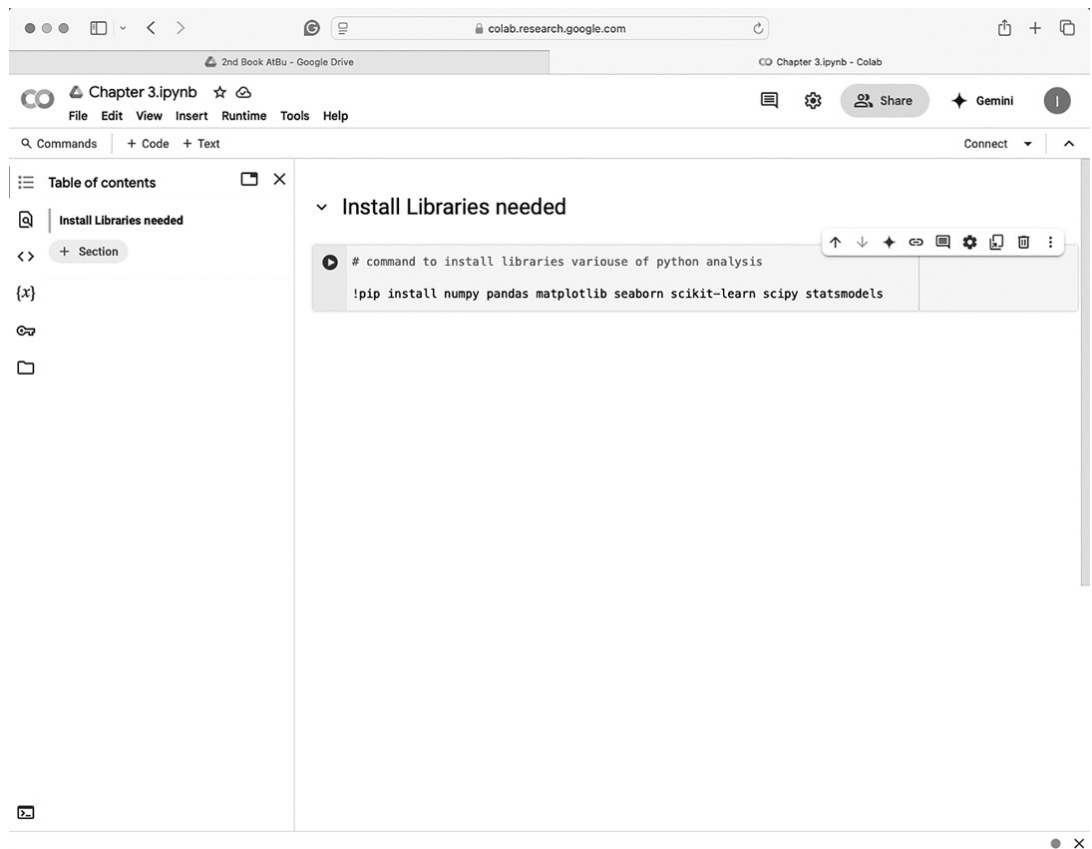 colab.research.google.com
2nd Book AtBu - Google Drive
CO Chapter 3.ipynb - Colab
CO Chapter 3.ipynb
Share
Gemini
I
File Edit View Insert Runtime Tools Help
Commands + Code + Text
Connect
Table of contents
Install Libraries needed
+ Section
{x}
Install Libraries needed
# command to install libraries variouse of python analysis
!pip install numpy pandas matplotlib seaborn scikit-learn scipy statsmodels